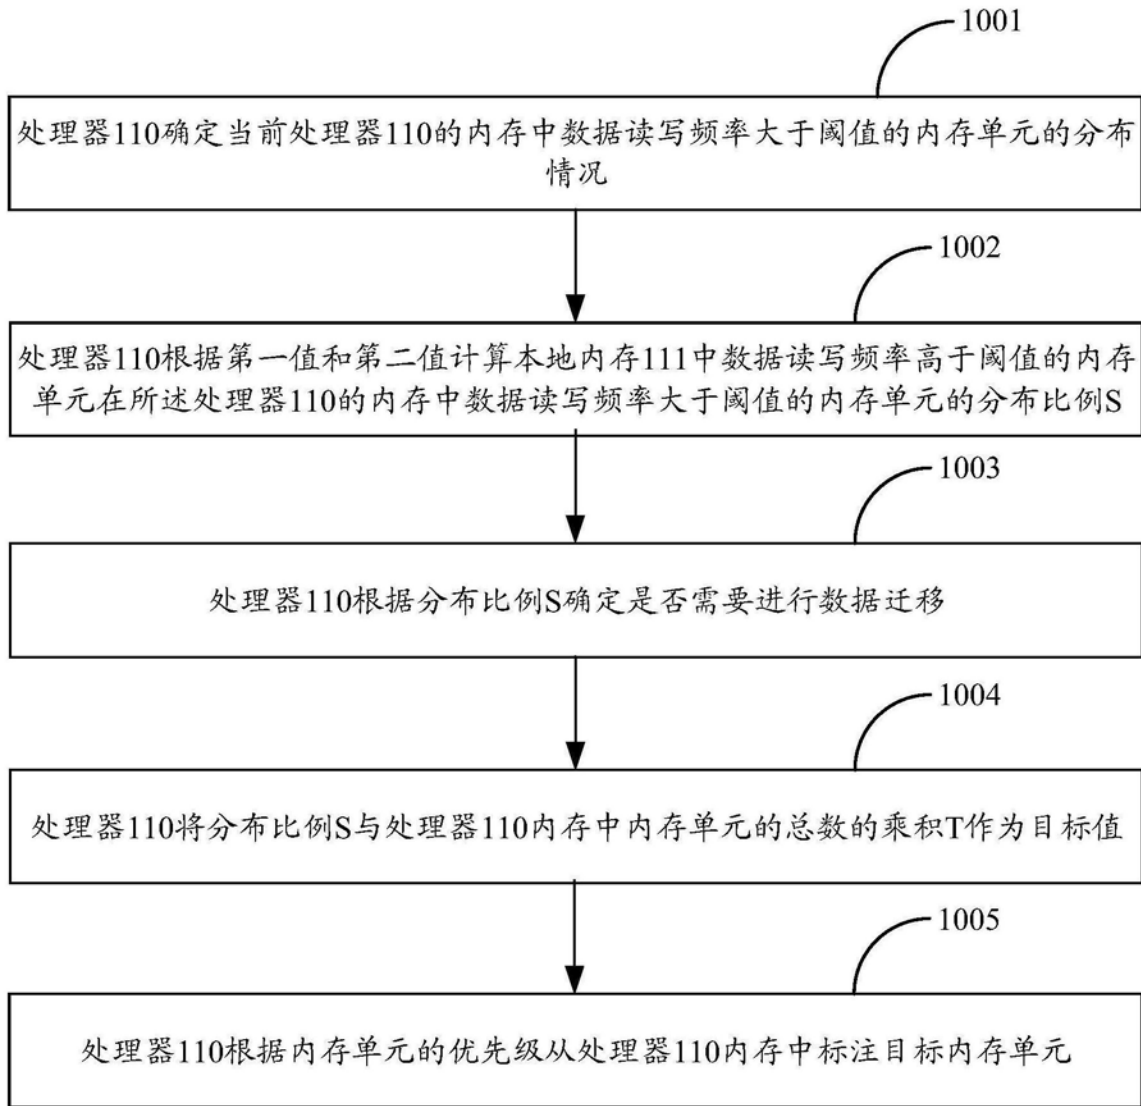 1001
处理器110确定当前处理器110的内存中数据读写频率大于阈值的内存单元的分布
情况
1002
处理器110根据第一值和第二值计算本地内存111中数据读写频率高于阈值的内存
单元在所述处理器110的内存中数据读写频率大于阈值的内存单元的分布比例S
1003
处理器110根据分布比例S确定是否需要进行数据迁移
1004
处理器110将分布比例S与处理器110内存中内存单元的总数的乘积T作为目标值
1005
处理器110根据内存单元的优先级从处理器110内存中标注目标内存单元